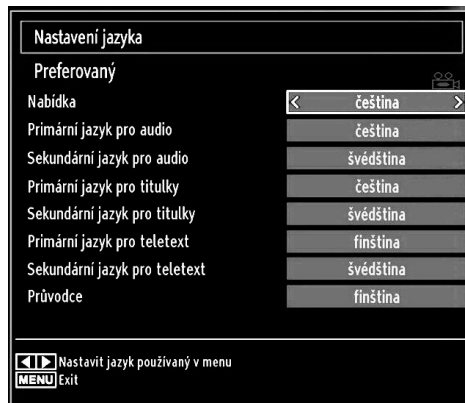 Nastavení jazyka
Preferovaný
Nabídka < čeština >
Primární jazyk pro audio čeština
Sekundární jazyk pro audio švédština
Primární jazyk pro titulky čeština
Sekundární jazyk pro titulky švédština
Primární jazyk pro teletext finština
Sekundární jazyk pro teletext švédština
Průvodce finština
Nastavit jazyk používaný v menu
MENU Exit